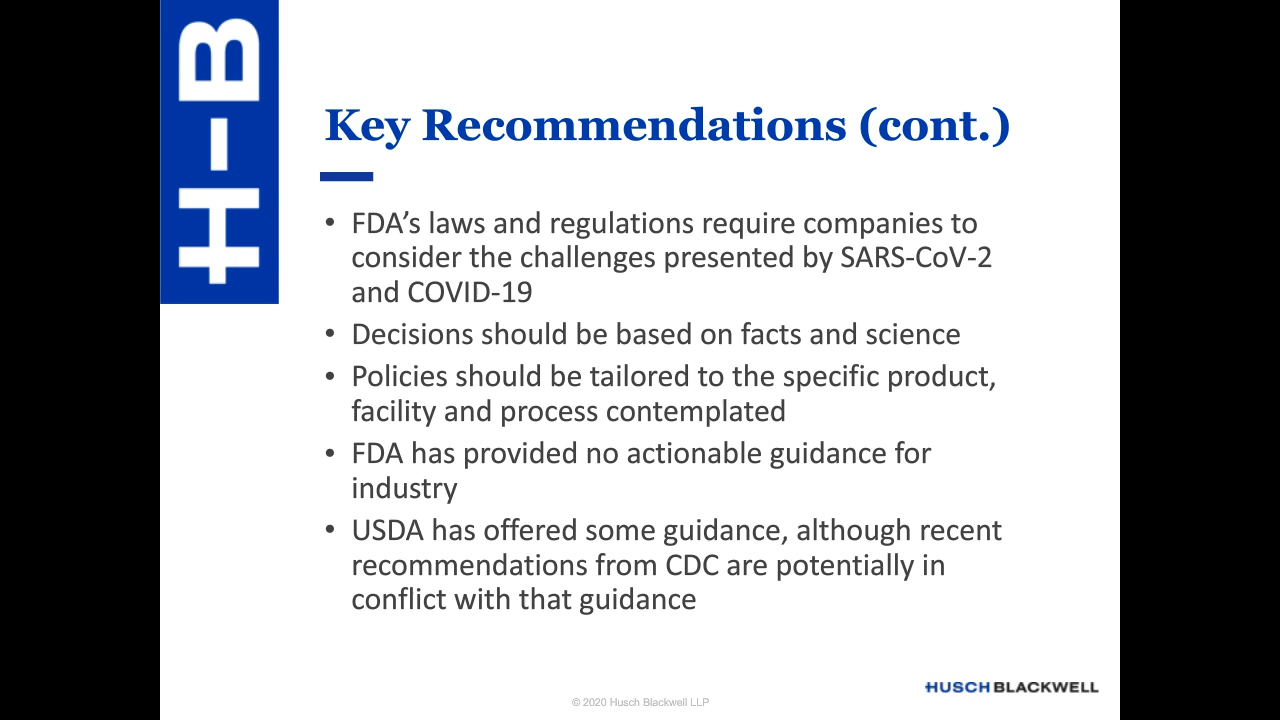 H-B
Key Recommendations (cont.)
• FDA’s laws and regulations require companies to
consider the challenges presented by SARS-CoV-2
and COVID-19
• Decisions should be based on facts and science
• Policies should be tailored to the specific product,
facility and process contemplated
• FDA has provided no actionable guidance for
industry
• USDA has offered some guidance, although recent
recommendations from CDC are potentially in
conflict with that guidance
HUSCH BLACKWELL
© 2020 Husch Blackwell LLP